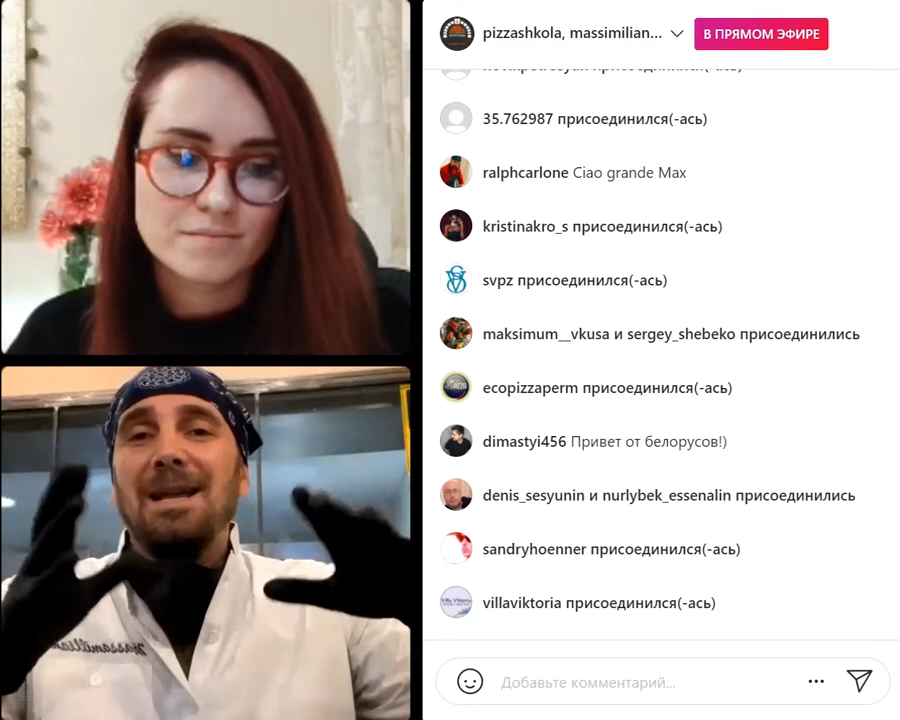 pizzashkola, massimilian...
В ПРЯМОМ ЭФИРЕ
35.762987 присоединился(-ась)
ralphcarlone Ciao grande Max
kristinakro_s присоединился(-ась)
svpz присоединился(-ась)
maksimum__vkusa и sergey_shebeko присоединились
ecopizzaperm присоединился(-ась)
dimastyi456 Привет от белорусов!)
denis_sesyunin и nurlybek_essenalin присоединились
sandryhoenner присоединился(-ась)
villaviktoria присоединился(-ась)
Добавьте комментарий...